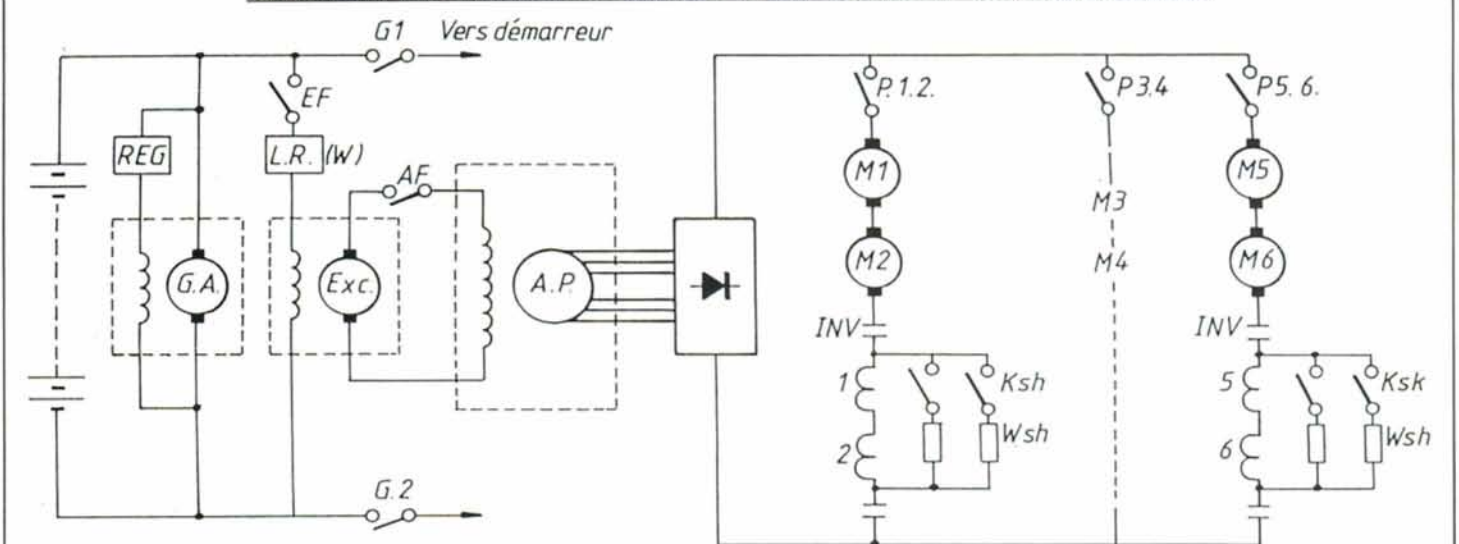 G1 Vers démarreur
EF
P.1.2.
P3.4
P5.6.
REG
L.R. (W)
AF
M1
M3
M5
G.A.
Exc.
A.P.
M2
M4
M6
INV
INV
1
Ksh
5
Ksk
2
Wsh
6
Wsh
G.2